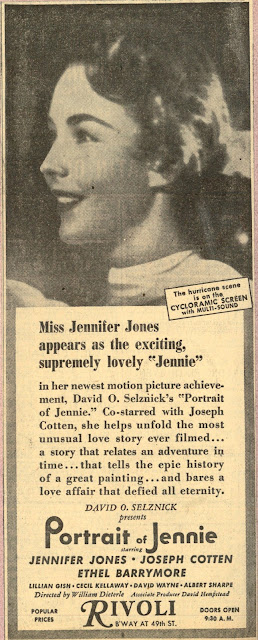 The hurricane scene
is on the
CYCLORAMIC SCREEN
with MULTI-SOUND
Miss Jennifer Jones
appears as the exciting,
supremely lovely "Jennie"
in her newest motion picture achieve-
ment, David O. Selznick's "Portrait
of Jennie." Co-starred with Joseph
Cotten, she helps unfold the most
unusual love story ever filmed...
a story that relates an adventure in
time...that tells the epic history
of a great painting...and bares a
love affair that defied all eternity.
DAVID O. SELZNICK
presents
Portrait of Jennie
starring
JENNIFER JONES • JOSEPH COTTEN
ETHEL BARRYMORE
LILLIAN GISH • CECIL KELLAWAY • DAVID WAYNE • ALBERT SHARPE
Directed by William Dieterle Associate Producer David Hempstead
POPULAR
PRICES
RIVOLI
B'WAY AT 49th ST.
DOORS OPEN
9:30 A.M.